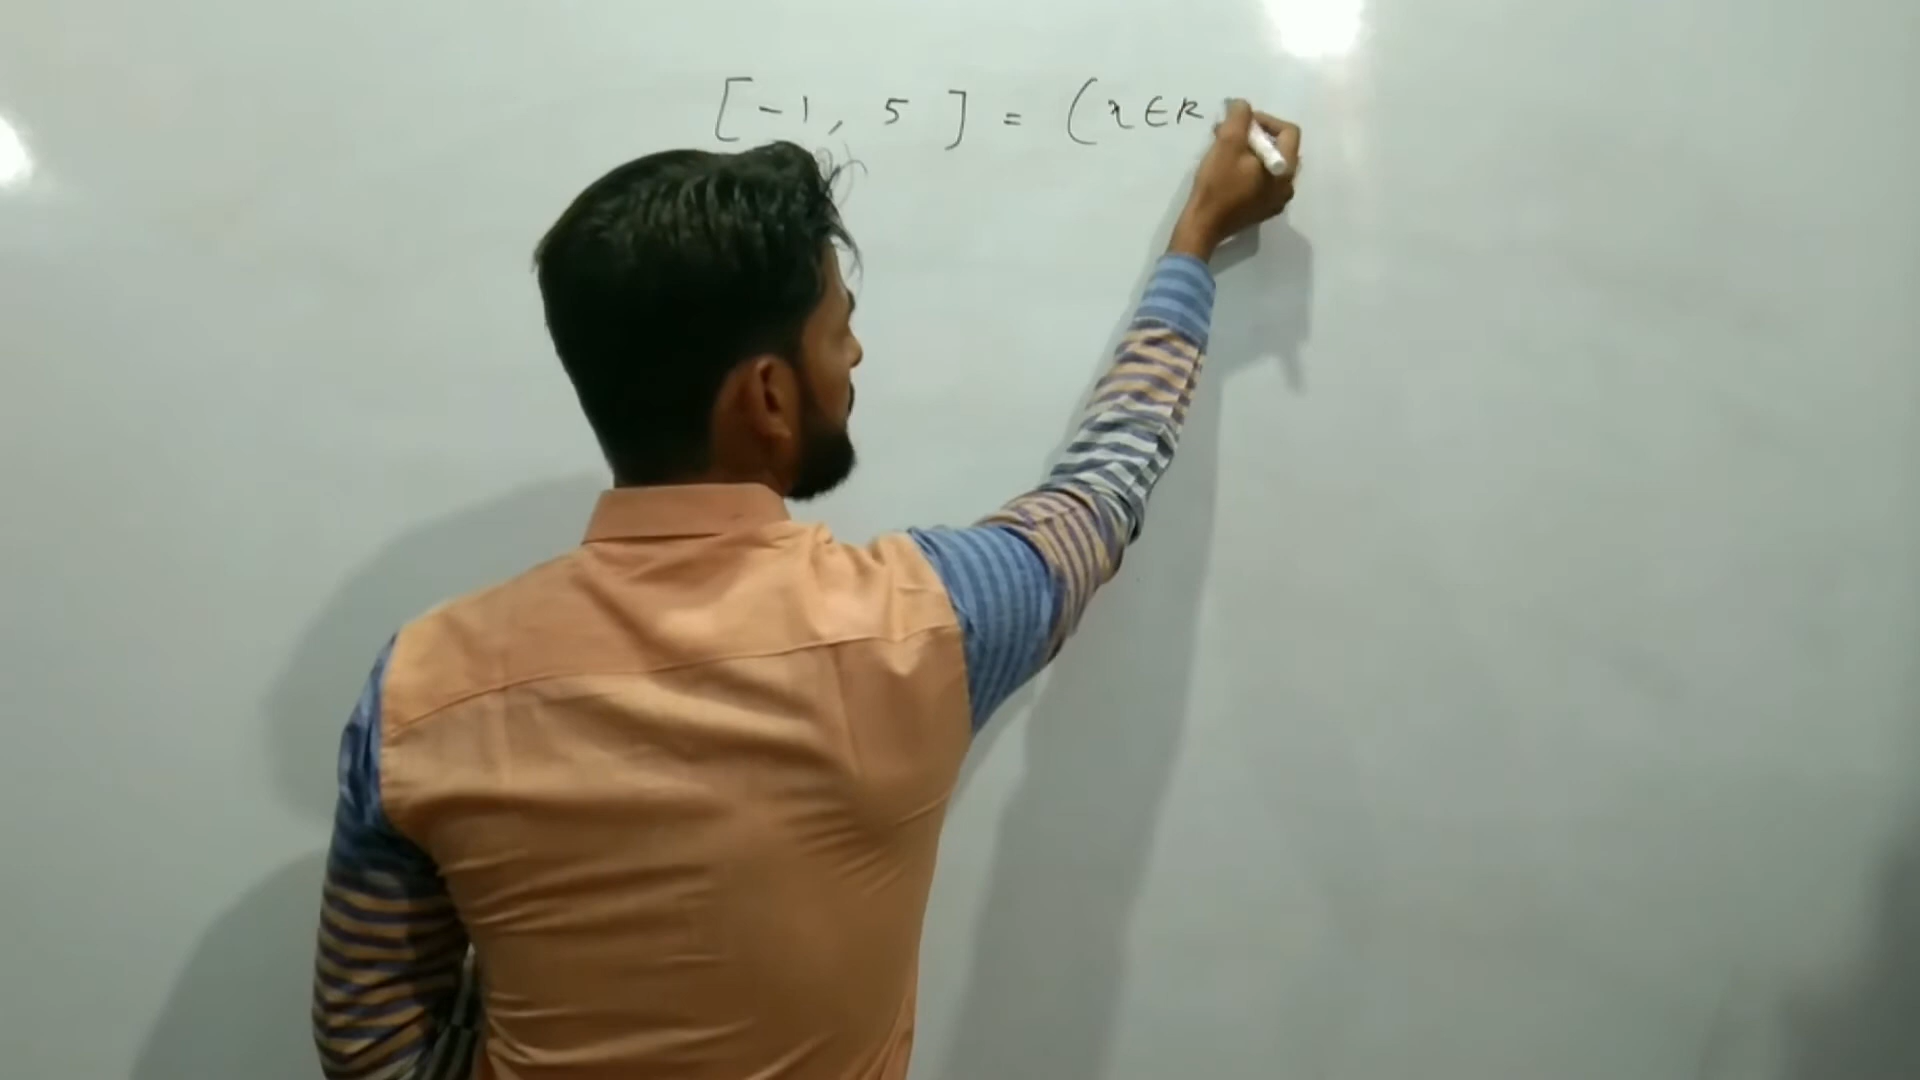 [-1, 5] = (x∈R